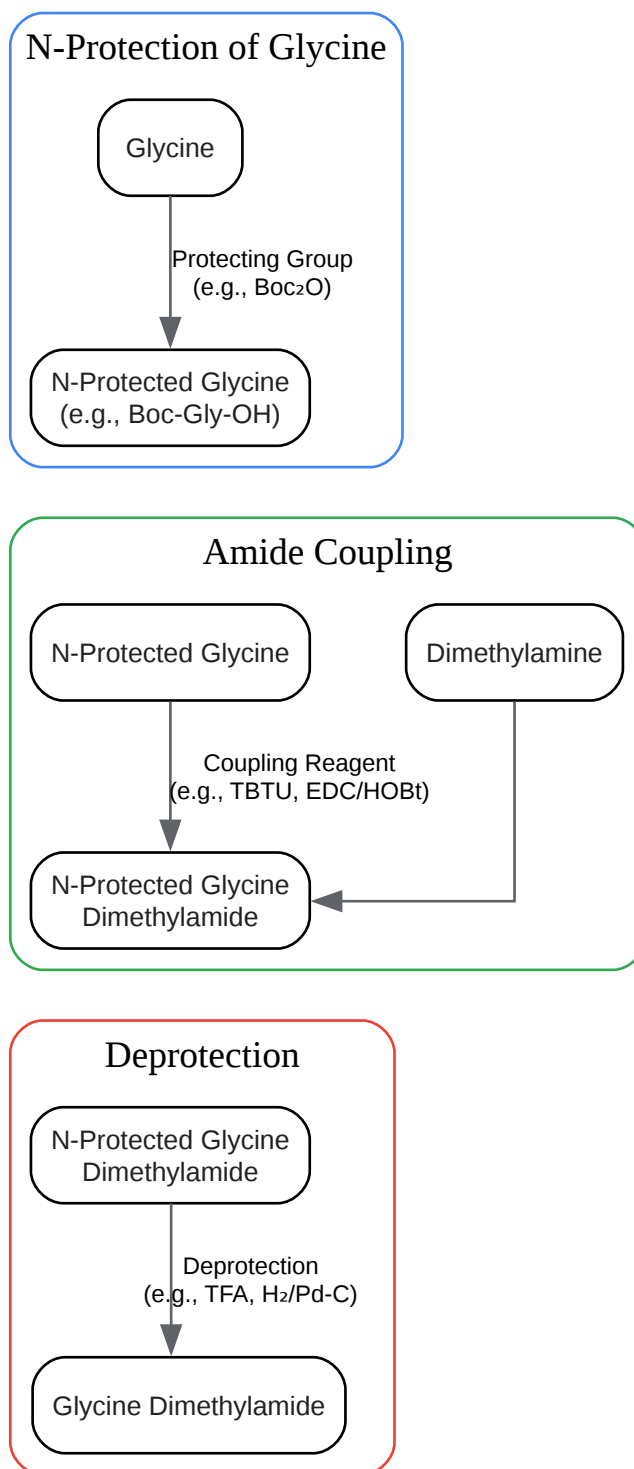 N-Protection of Glycine
Glycine
Protecting Group
(e.g., Boc₂O)
N-Protected Glycine
(e.g., Boc-Gly-OH)
Amide Coupling
N-Protected Glycine
Dimethylamine
Coupling Reagent
(e.g., TBTU, EDC/HOBt)
N-Protected Glycine
Dimethylamide
Deprotection
N-Protected Glycine
Dimethylamide
Deprotection
(e.g., TFA, H₂/Pd-C)
Glycine Dimethylamide